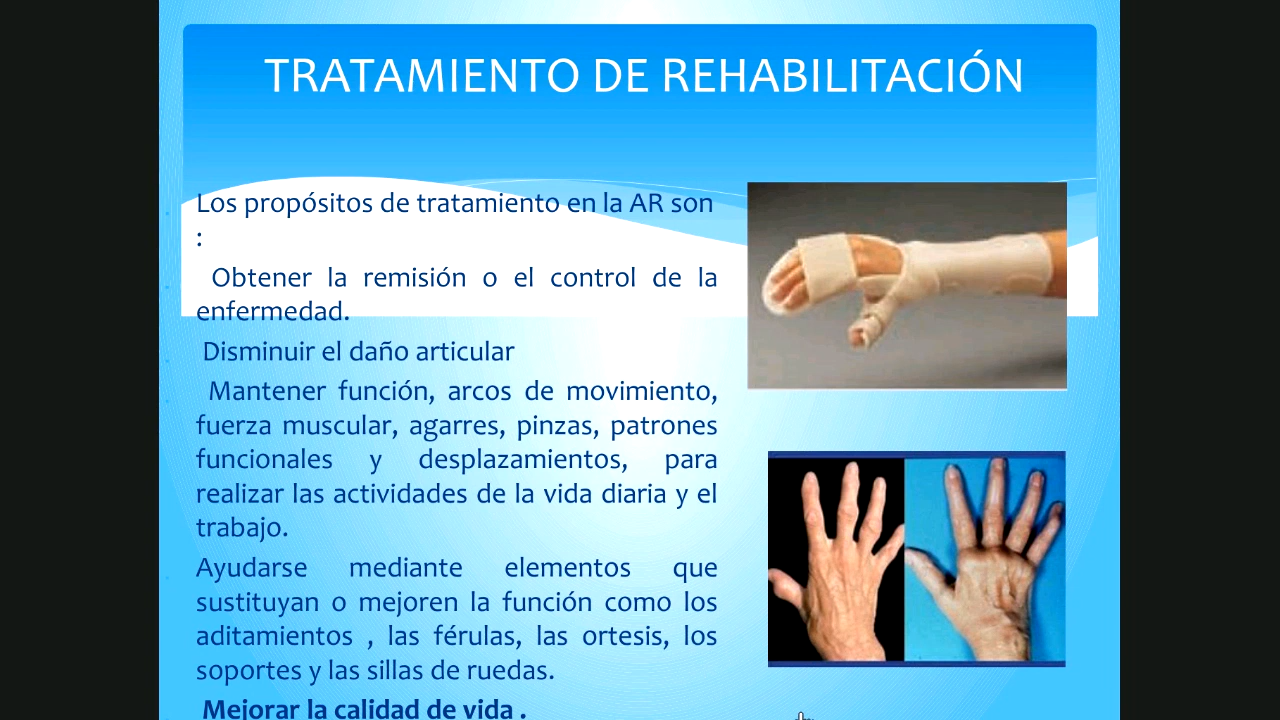 TRATAMIENTO DE REHABILITACIÓN
Los propósitos de tratamiento en la AR son
:
Obtener la remisión o el control de la
enfermedad.
Disminuir el daño articular
Mantener función, arcos de movimiento,
fuerza muscular, agarres, pinzas, patrones
funcionales y desplazamientos, para
realizar las actividades de la vida diaria y el
trabajo.
Ayudarse mediante elementos que
sustituyan o mejoren la función como los
aditamientos , las férulas, las ortesis, los
soportes y las sillas de ruedas.
Mejorar la calidad de vida .